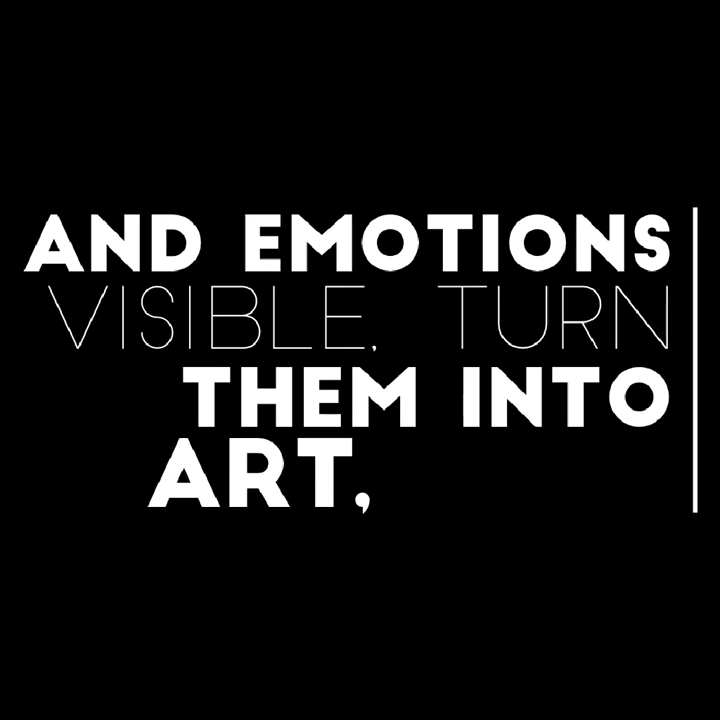 AND EMOTIONS
VISIBLE, TURN
THEM INTO
ART,